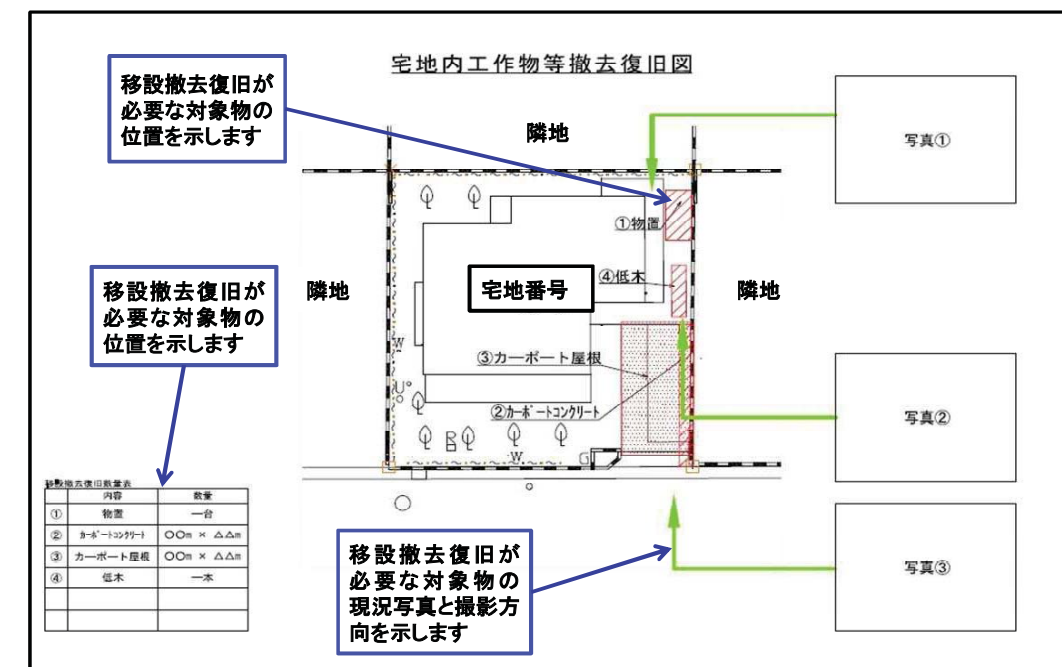 宅地内工作物等撤去復旧図
移設撤去復旧が
必要な対象物の
位置を示します
隣地
写真①
①物置
④低木
隣地
宅地番号
隣地
移設撤去復旧が
必要な対象物の
位置を示します
③カーポート屋根
W
U
②カーポートコンクリート
写真②
W
G
移設撤去復旧数量表
内容 数量
① 物置 一台
② カーポートコンクリート 〇〇m × △△m
③ カーポート屋根 〇〇m × △△m
④ 低木 一本
移設撤去復旧が
必要な対象物の
現況写真と撮影方
向を示します
写真③